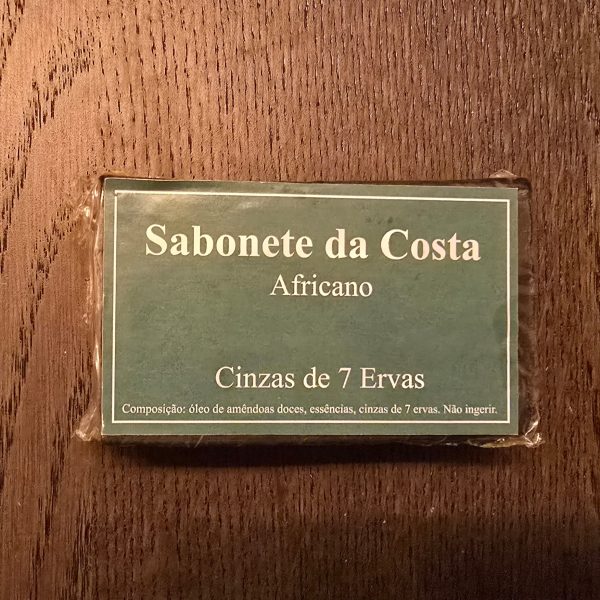 Sabonete da Costa
Africano
Cinzas de 7 Ervas
Composição: óleo de amêndoas doces, essências, cinzas de 7 ervas. Não ingerir.